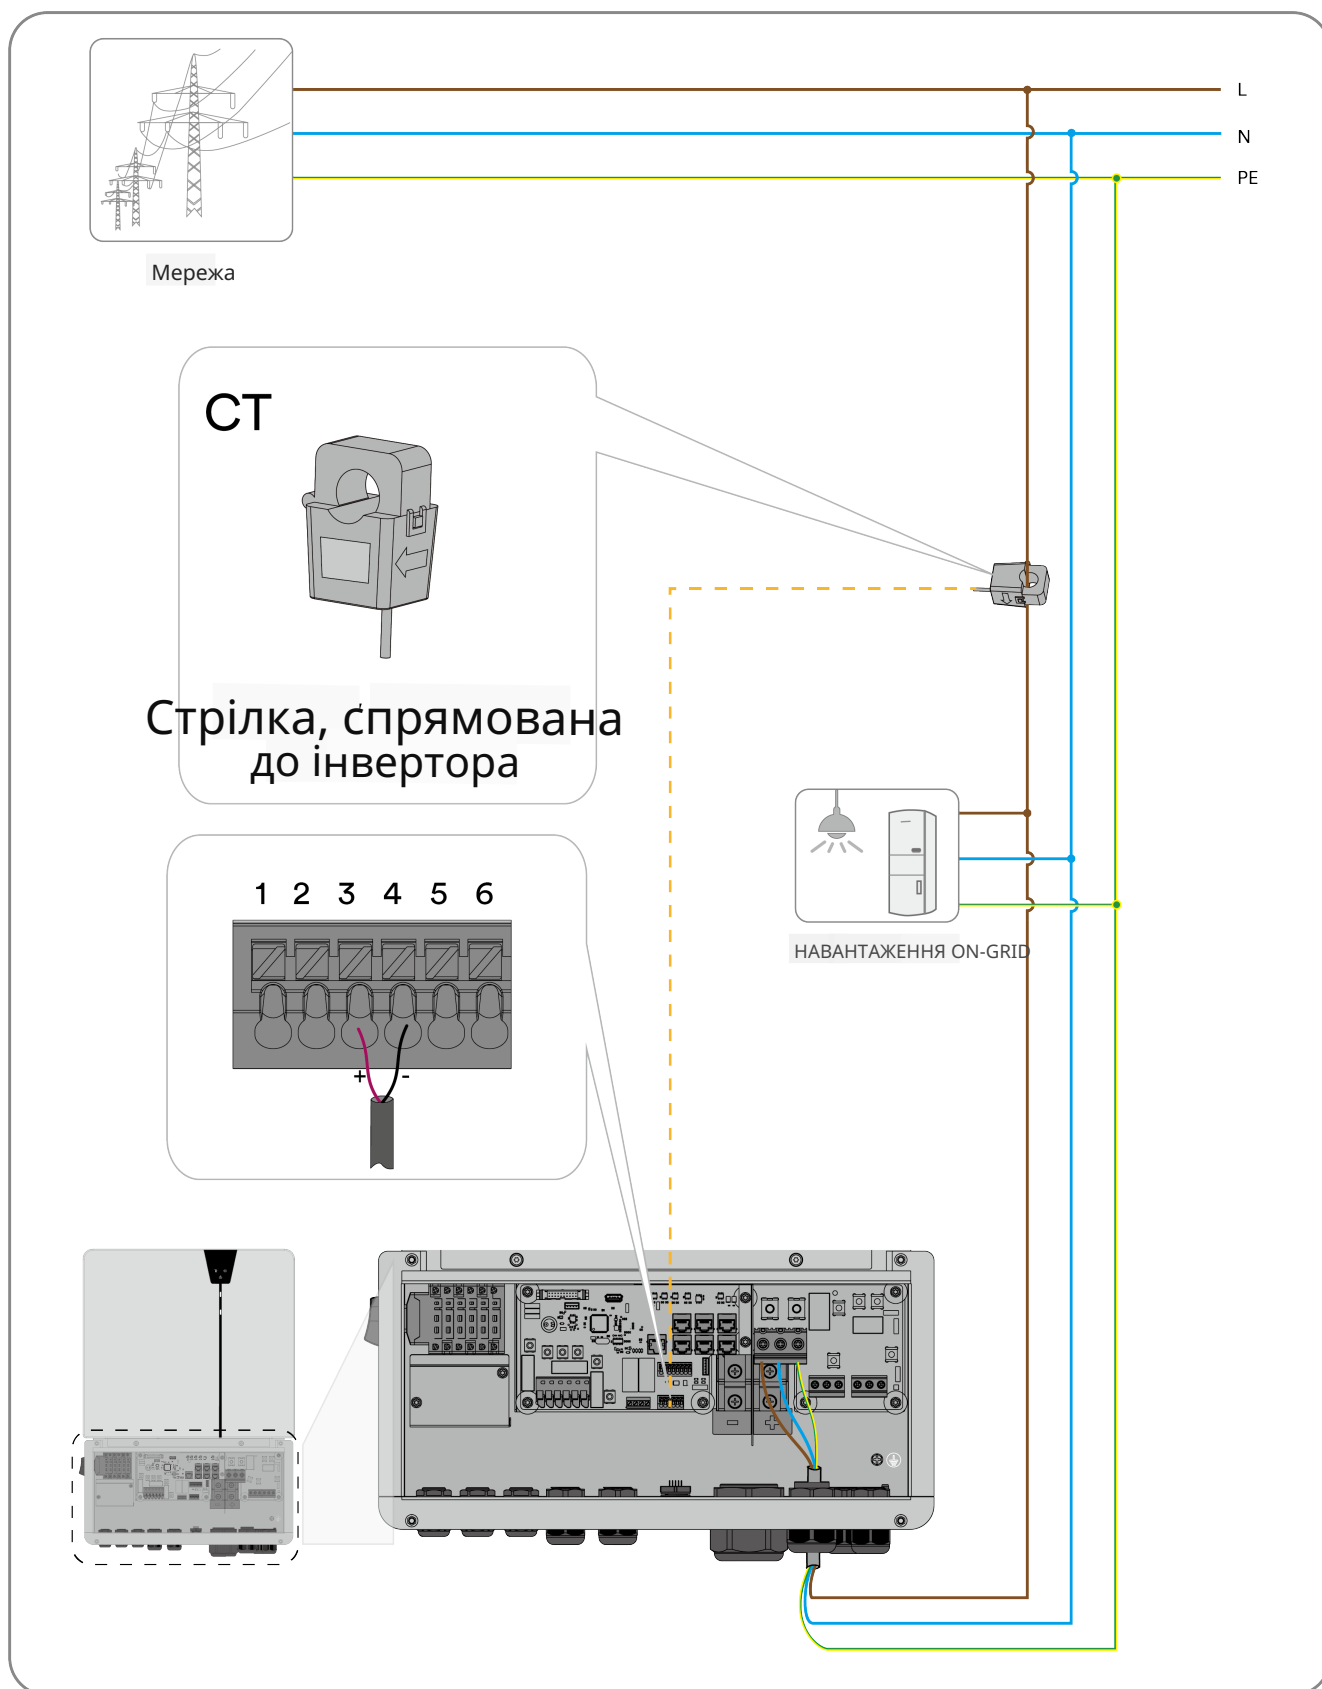 L
N
PE
Мережа
CT
Стрілка, спрямована
до інвертора
НАВАНТАЖЕННЯ ON-GRID
1 2 3 4 5 6
+ -
- +